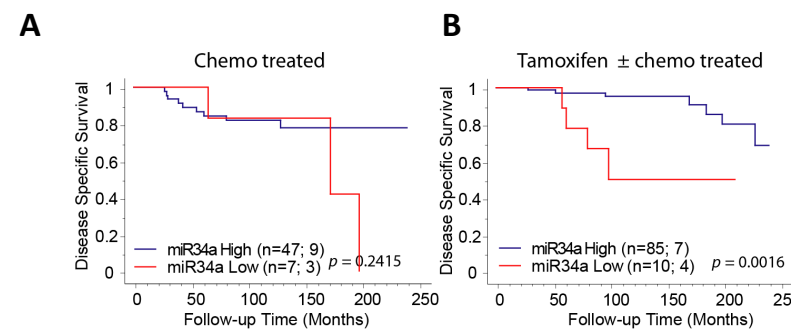 A
Chemo treated
Disease Specific Survival
1
0.8
0.6
0.4
0.2
0
miR34a High (n=47; 9)
miR34a Low (n=7; 3)
p = 0.2415
0 50 100 150 200 250
Follow-up Time (Months)
B
Tamoxifen ± chemo treated
Disease Specific Survival
1
0.8
0.6
0.4
0.2
0
miR34a High (n=85; 7)
miR34a Low (n=10; 4)
p = 0.0016
0 50 100 150 200 250
Follow-up Time (Months)